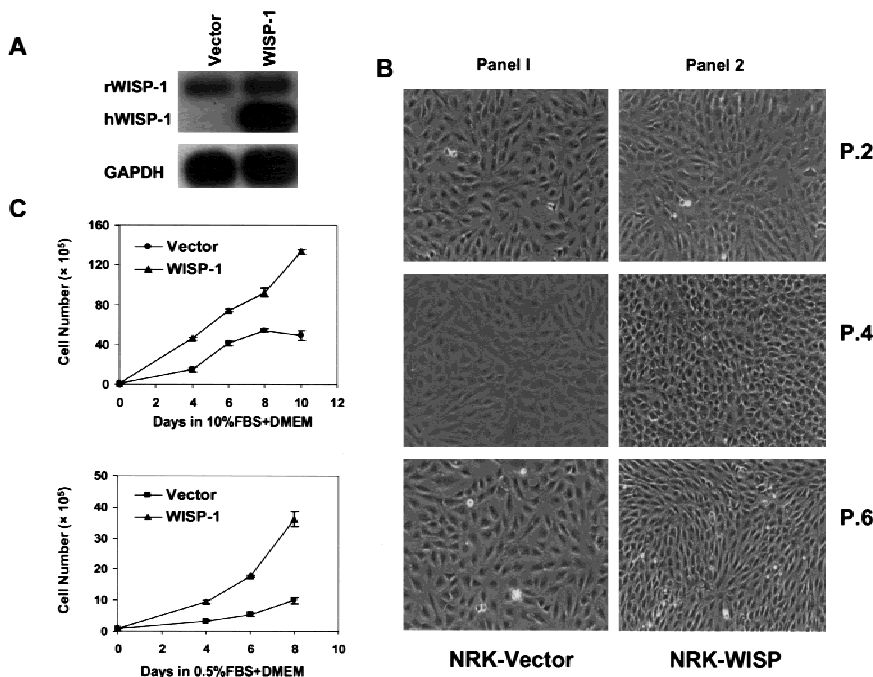 A
Vector
WISP-1
rWISP-1
hWISP-1
GAPDH
B
Panel I
Panel 2
P.2
P.4
P.6
NRK-Vector
NRK-WISP
C
160
120
80
40
0
Cell Number (× 10⁵)
Vector
WISP-1
0 2 4 6 8 10 12
Days in 10%FBS+DMEM
50
40
30
20
10
0
Cell Number (× 10⁵)
Vector
WISP-1
0 2 4 6 8 10
Days in 0.5%FBS+DMEM